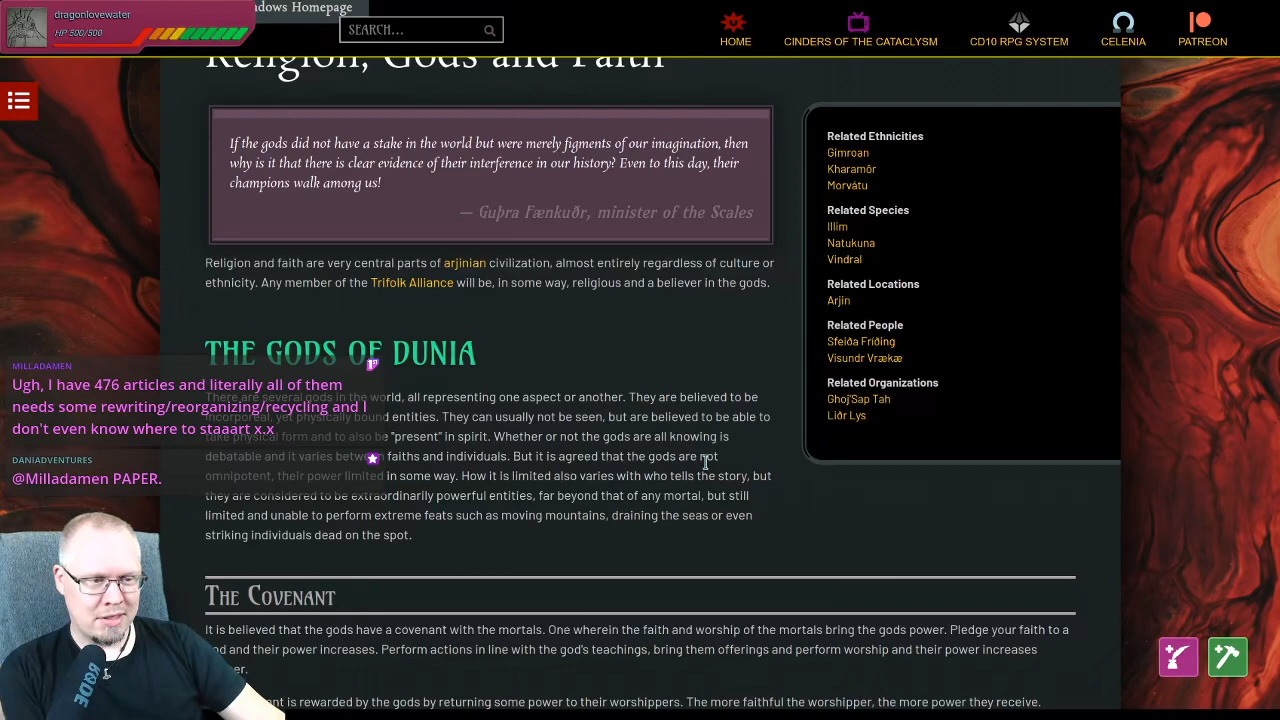 ndows Homepage
dragonlovewater
HP 500/500
SEARCH...
HOME
CINDERS OF THE CATACLYSM
CD10 RPG SYSTEM
CELENIA
PATREON
Religion, Gods and Faith
If the gods did not have a stake in the world but were merely figments of our imagination, then
why is it that there is clear evidence of their interference in our history? Even to this day, their
champions walk among us!
— Guþra Fænkuðr, minister of the Scales
Religion and faith are very central parts of arjinian civilization, almost entirely regardless of culture or
ethnicity. Any member of the Trifolk Alliance will be, in some way, religious and a believer in the gods.
THE GODS OF DUNIA
There are several gods in the world, all representing one aspect or another. They are believed to be
incorporeal, yet physically bound entities. They can usually not be seen, but are believed to be able to
take physical form and to also be "present" in spirit. Whether or not the gods are all knowing is
debatable and it varies between faiths and individuals. But it is agreed that the gods are not
omnipotent, their power limited in some way. How it is limited also varies with who tells the story, but
they are considered to be extraordinarily powerful entities, far beyond that of any mortal, but still
limited and unable to perform extreme feats such as moving mountains, draining the seas or even
striking individuals dead on the spot.
THE COVENANT
It is believed that the gods have a covenant with the mortals. One wherein the faith and worship of the mortals bring the gods power. Pledge your faith to a
and their power increases. Perform actions in line with the god's teachings, bring them offerings and perform worship and their power increases
is rewarded by the gods by returning some power to their worshippers. The more faithful the worshipper, the more power they receive.
Related Ethnicities
Gimroan
Kharamôr
Morvátu
Related Species
Illim
Natukuna
Vindral
Related Locations
Arjin
Related People
Sfeiða Fríðing
Visundr Vrækæ
Related Organizations
Ghoj'Sap Tah
Liðr Lys
MILLADAMEN
Ugh, I have 476 articles and literally all of them
needs some rewriting/reorganizing/recycling and I
don't even know where to staaart x.x
DANIADVENTURES
@Milladamen PAPER.